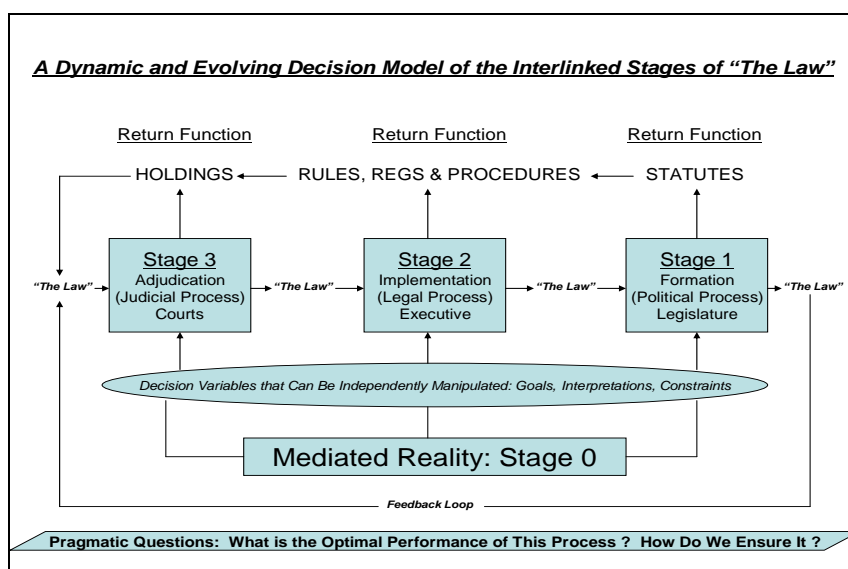 A Dynamic and Evolving Decision Model of the Interlinked Stages of “The Law”
Return Function
Return Function
Return Function
HOLDINGS
RULES, REGS & PROCEDURES
STATUTES
“The Law”
Stage 3
Adjudication
(Judicial Process)
Courts
“The Law”
Stage 2
Implementation
(Legal Process)
Executive
“The Law”
Stage 1
Formation
(Political Process)
Legislature
“The Law”
Decision Variables that Can Be Independently Manipulated: Goals, Interpretations, Constraints
Mediated Reality: Stage 0
Feedback Loop
Pragmatic Questions: What is the Optimal Performance of This Process ? How Do We Ensure It ?